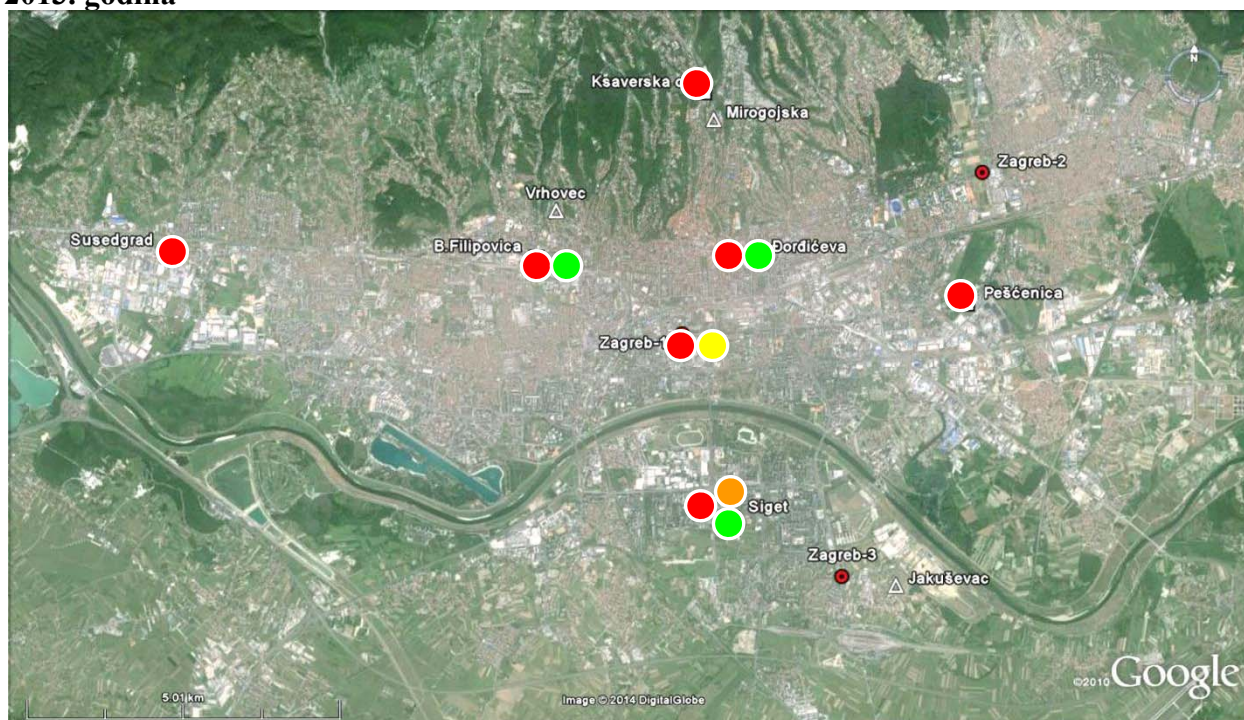 2013. godina
Ksaverska c
Mirogojska
Zagreb-2
Vrhovec
Susedgrad
B.Filipovica
Đorđićeva
Pešćenica
Zagreb-1
Siget
Zagreb-3
Jakuševac
©2010 Google
5.01 km
Image © 2014 DigitalGlobe
N